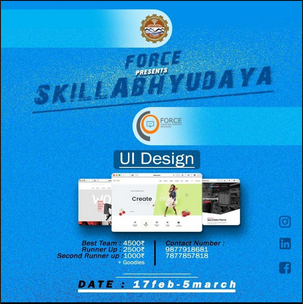 FORCE
PRESENTS
SKILLABHYUDAYA
FORCE
UI Design
Create
Best Team : 4500₹
Runner Up : 2500₹
Second Runner up :1000₹
+ Goodies
Contact Number :
9877918681
7877857818
DATE : 17feb-5march